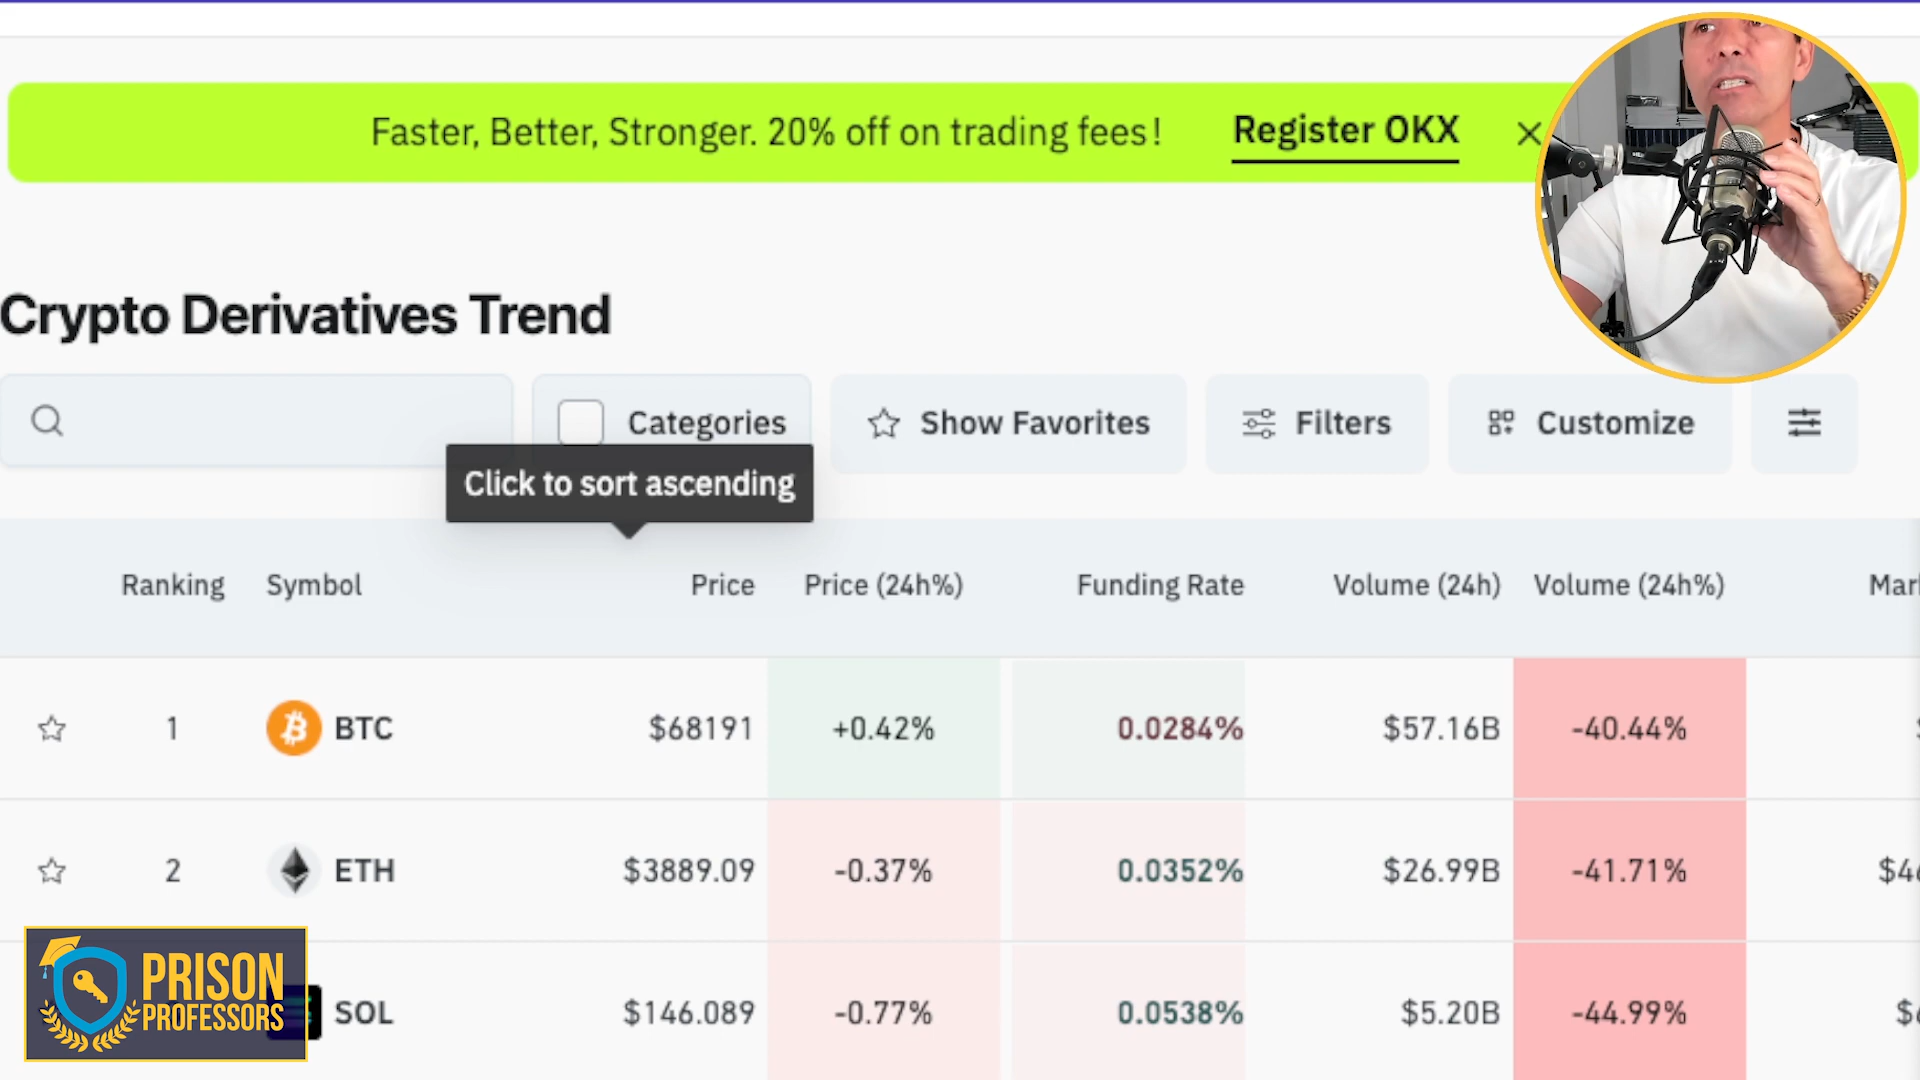 Faster, Better, Stronger. 20% off on trading fees! Register OKX
Crypto Derivatives Trend
Categories Show Favorites Filters Customize
Click to sort ascending
Ranking Symbol Price Price (24h%) Funding Rate Volume (24h) Volume (24h%)
1 BTC $68191 +0.42% 0.0284% $57.16B -40.44%
2 ETH $3889.09 -0.37% 0.0352% $26.99B -41.71%
SOL $146.089 -0.77% 0.0538% $5.20B -44.99%
PRISON
PROFESSORS